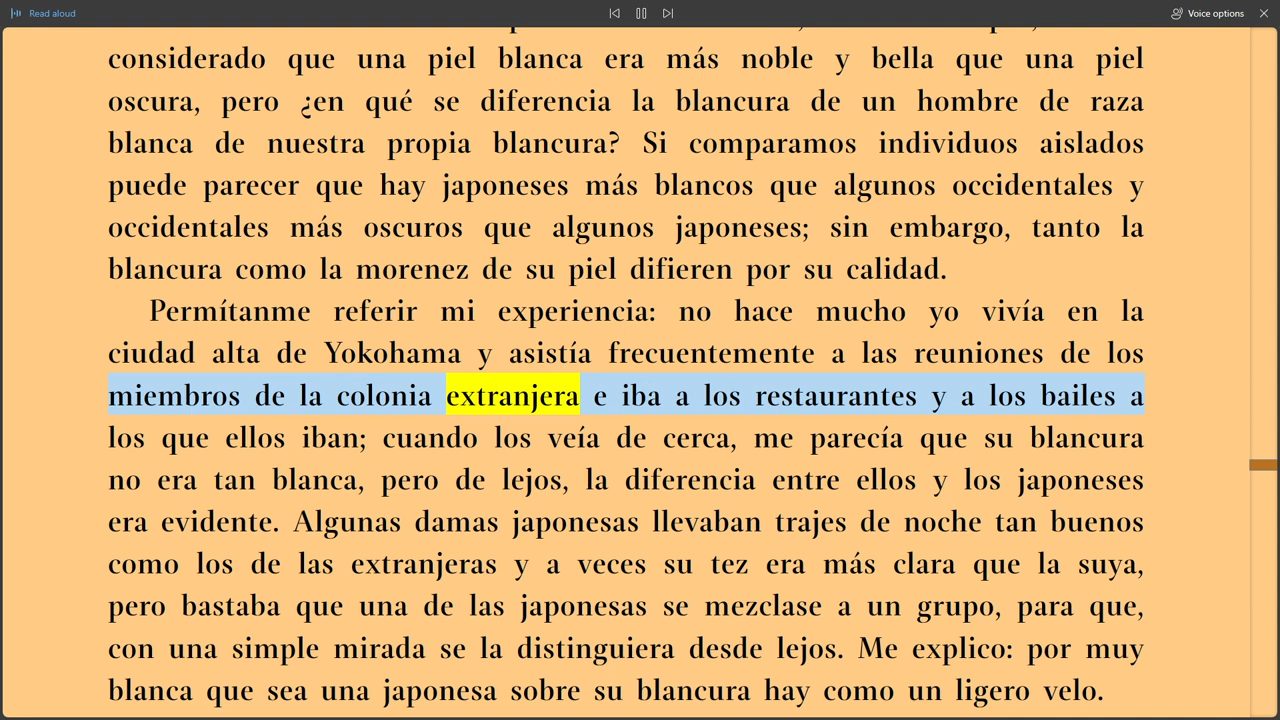 Read aloud
Voice options
considerado que una piel blanca era más noble y bella que una piel
oscura, pero ¿en qué se diferencia la blancura de un hombre de raza
blanca de nuestra propia blancura? Si comparamos individuos aislados
puede parecer que hay japoneses más blancos que algunos occidentales y
occidentales más oscuros que algunos japoneses; sin embargo, tanto la
blancura como la morenez de su piel difieren por su calidad.
Permítanme referir mi experiencia: no hace mucho yo vivía en la
ciudad alta de Yokohama y asistía frecuentemente a las reuniones de los
miembros de la colonia extranjera e iba a los restaurantes y a los bailes a
los que ellos iban; cuando los veía de cerca, me parecía que su blancura
no era tan blanca, pero de lejos, la diferencia entre ellos y los japoneses
era evidente. Algunas damas japonesas llevaban trajes de noche tan buenos
como los de las extranjeras y a veces su tez era más clara que la suya,
pero bastaba que una de las japonesas se mezclase a un grupo, para que,
con una simple mirada se la distinguiera desde lejos. Me explico: por muy
blanca que sea una japonesa sobre su blancura hay como un ligero velo.